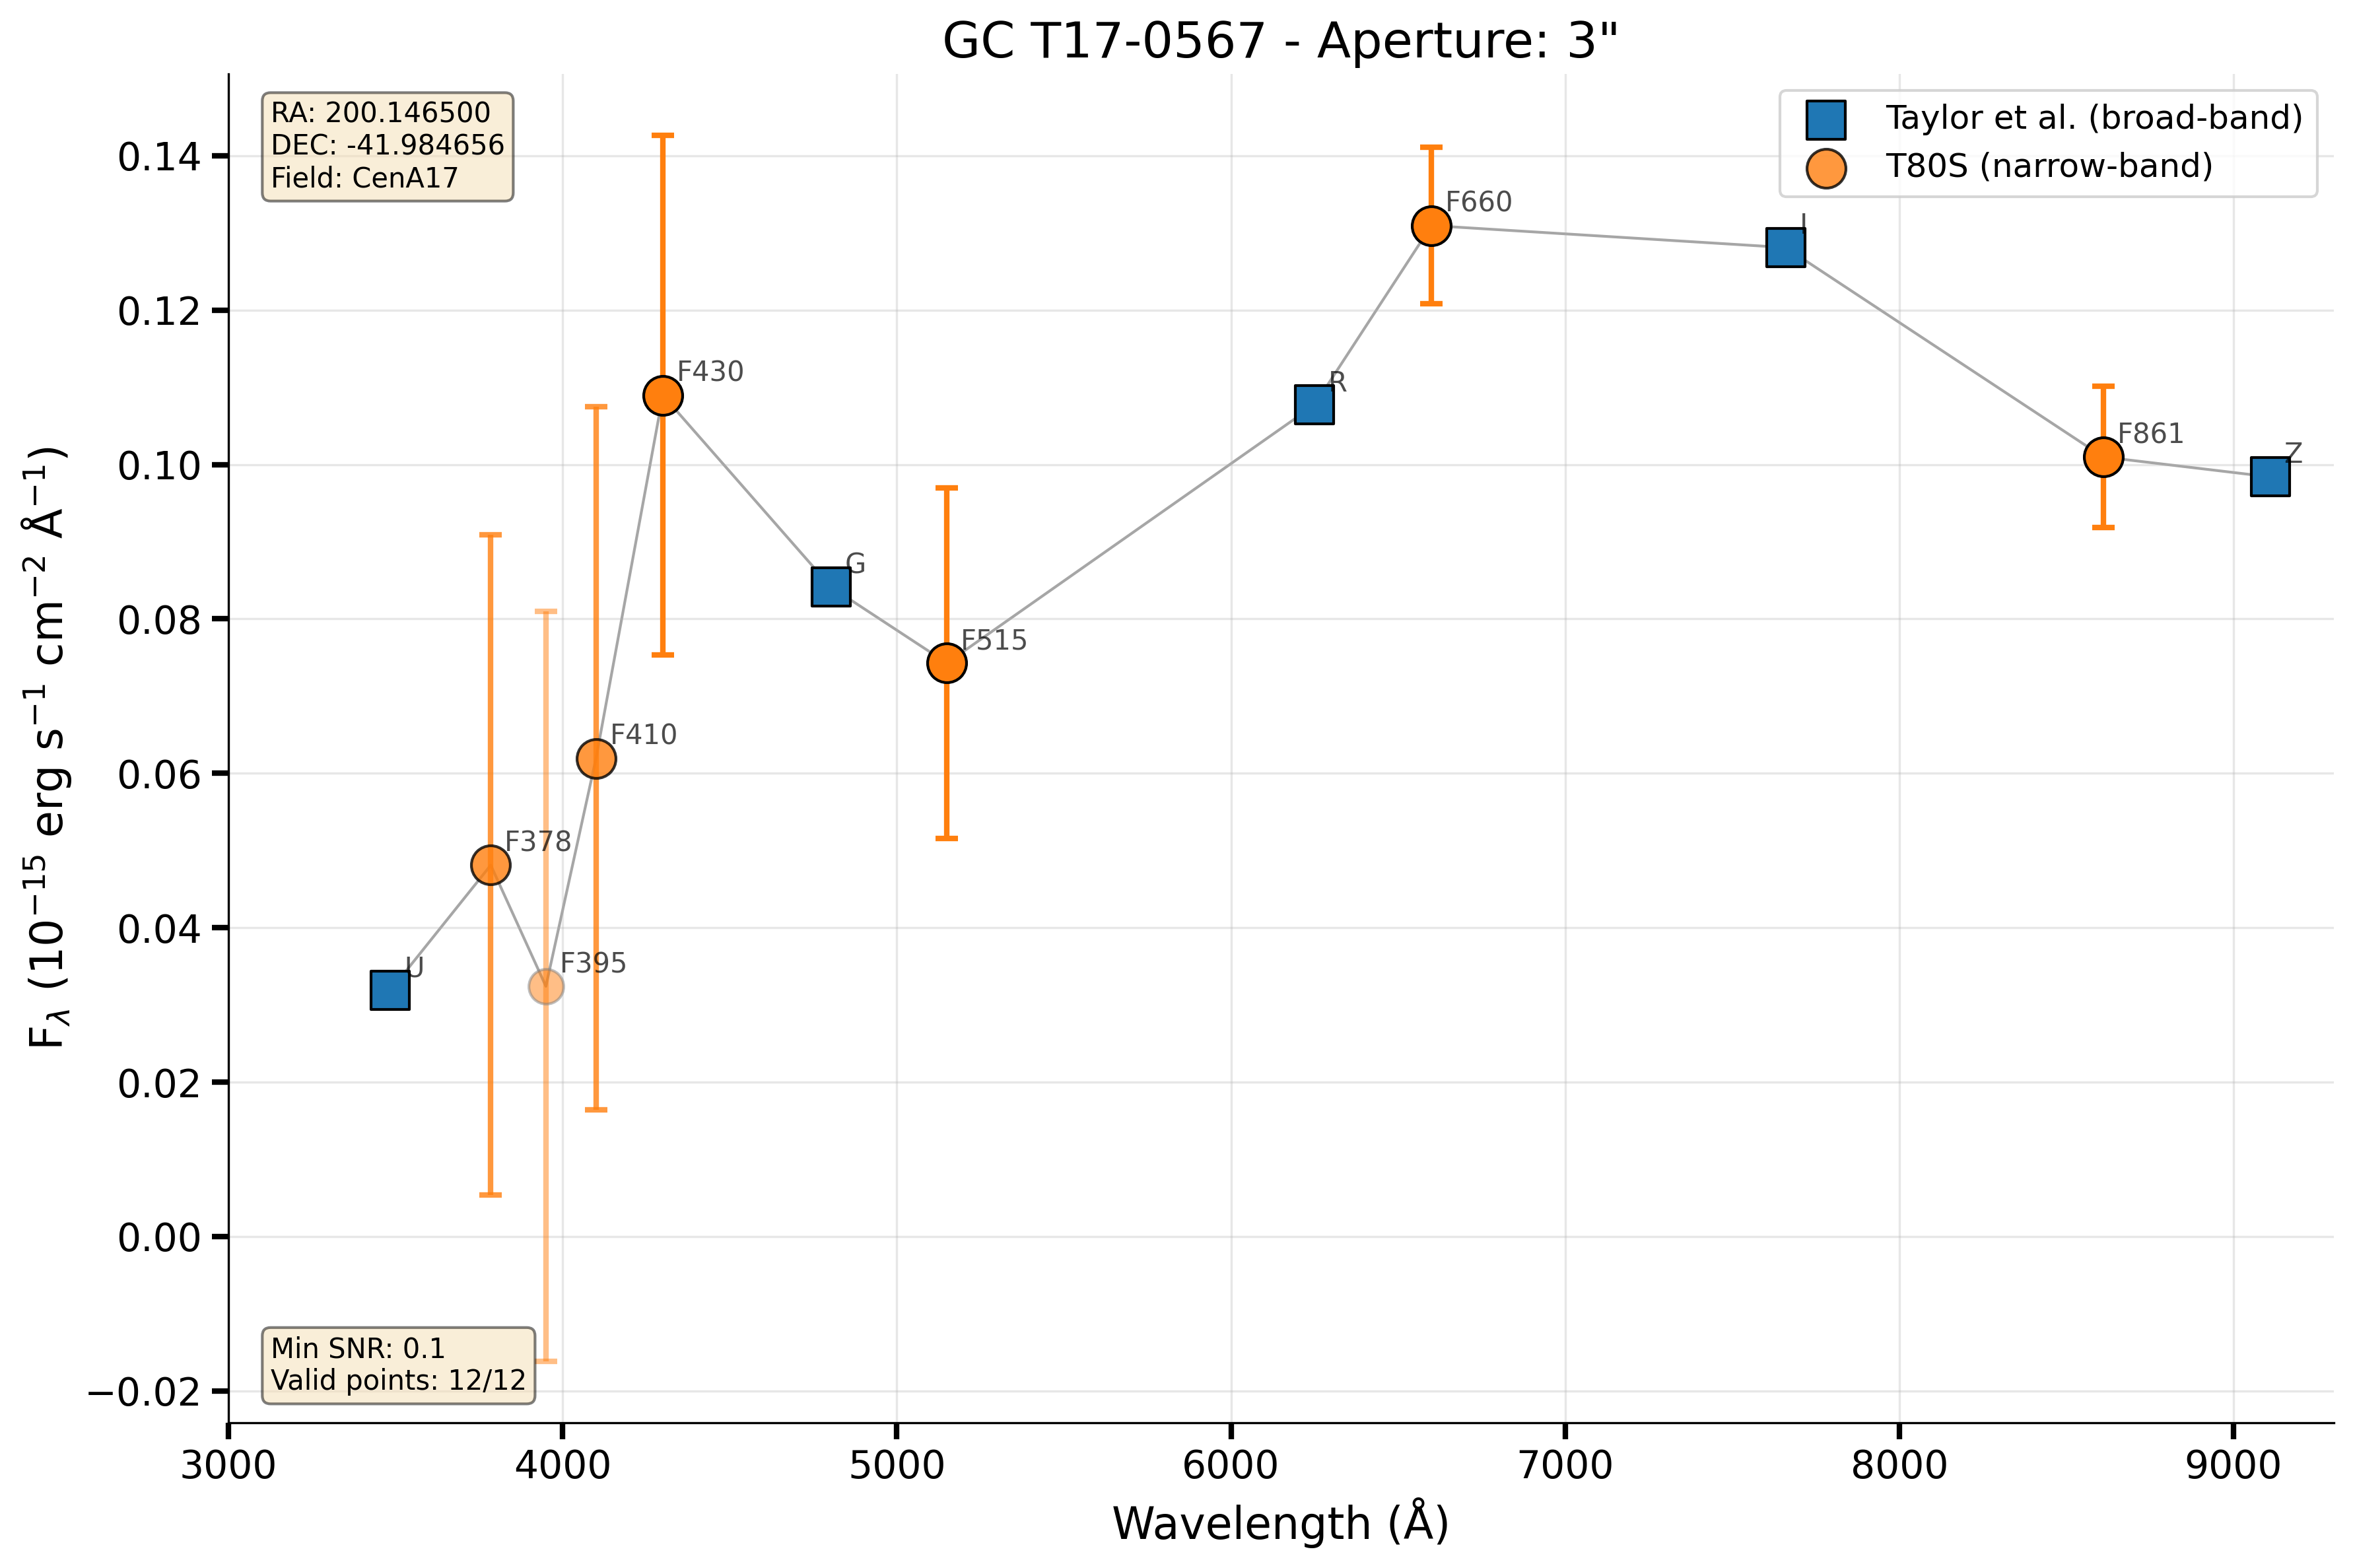 GC T17-0567 - Aperture: 3"
RA: 200.146500
DEC: -41.984656
Field: CenA17
Taylor et al. (broad-band)
T80S (narrow-band)
F660
I
F430
R
F861
Z
G
F515
F410
F378
F395
U
Min SNR: 0.1
Valid points: 12/12
0.14
0.12
0.10
0.08
0.06
0.04
0.02
0.00
−0.02
3000 4000 5000 6000 7000 8000 9000
Wavelength (Å)
F$_{λ}$ (10⁻¹⁵ erg s⁻¹ cm⁻² Å⁻¹)